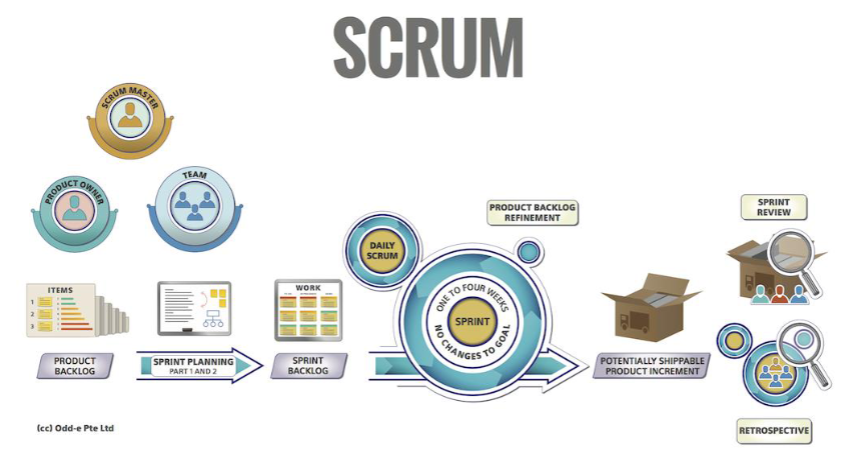 SCRUM
SCRUM MASTER
PRODUCT OWNER
TEAM
PRODUCT BACKLOG
REFINEMENT
SPRINT
REVIEW
DAILY
SCRUM
ONE TO FOUR WEEKS
SPRINT
NO CHANGES TO GOAL
ITEMS
1
2
3
WORK
PRODUCT
BACKLOG
SPRINT PLANNING
PART 1 AND 2
SPRINT
BACKLOG
POTENTIALLY SHIPPABLE
PRODUCT INCREMENT
RETROSPECTIVE
(cc) Odd-e Pte Ltd